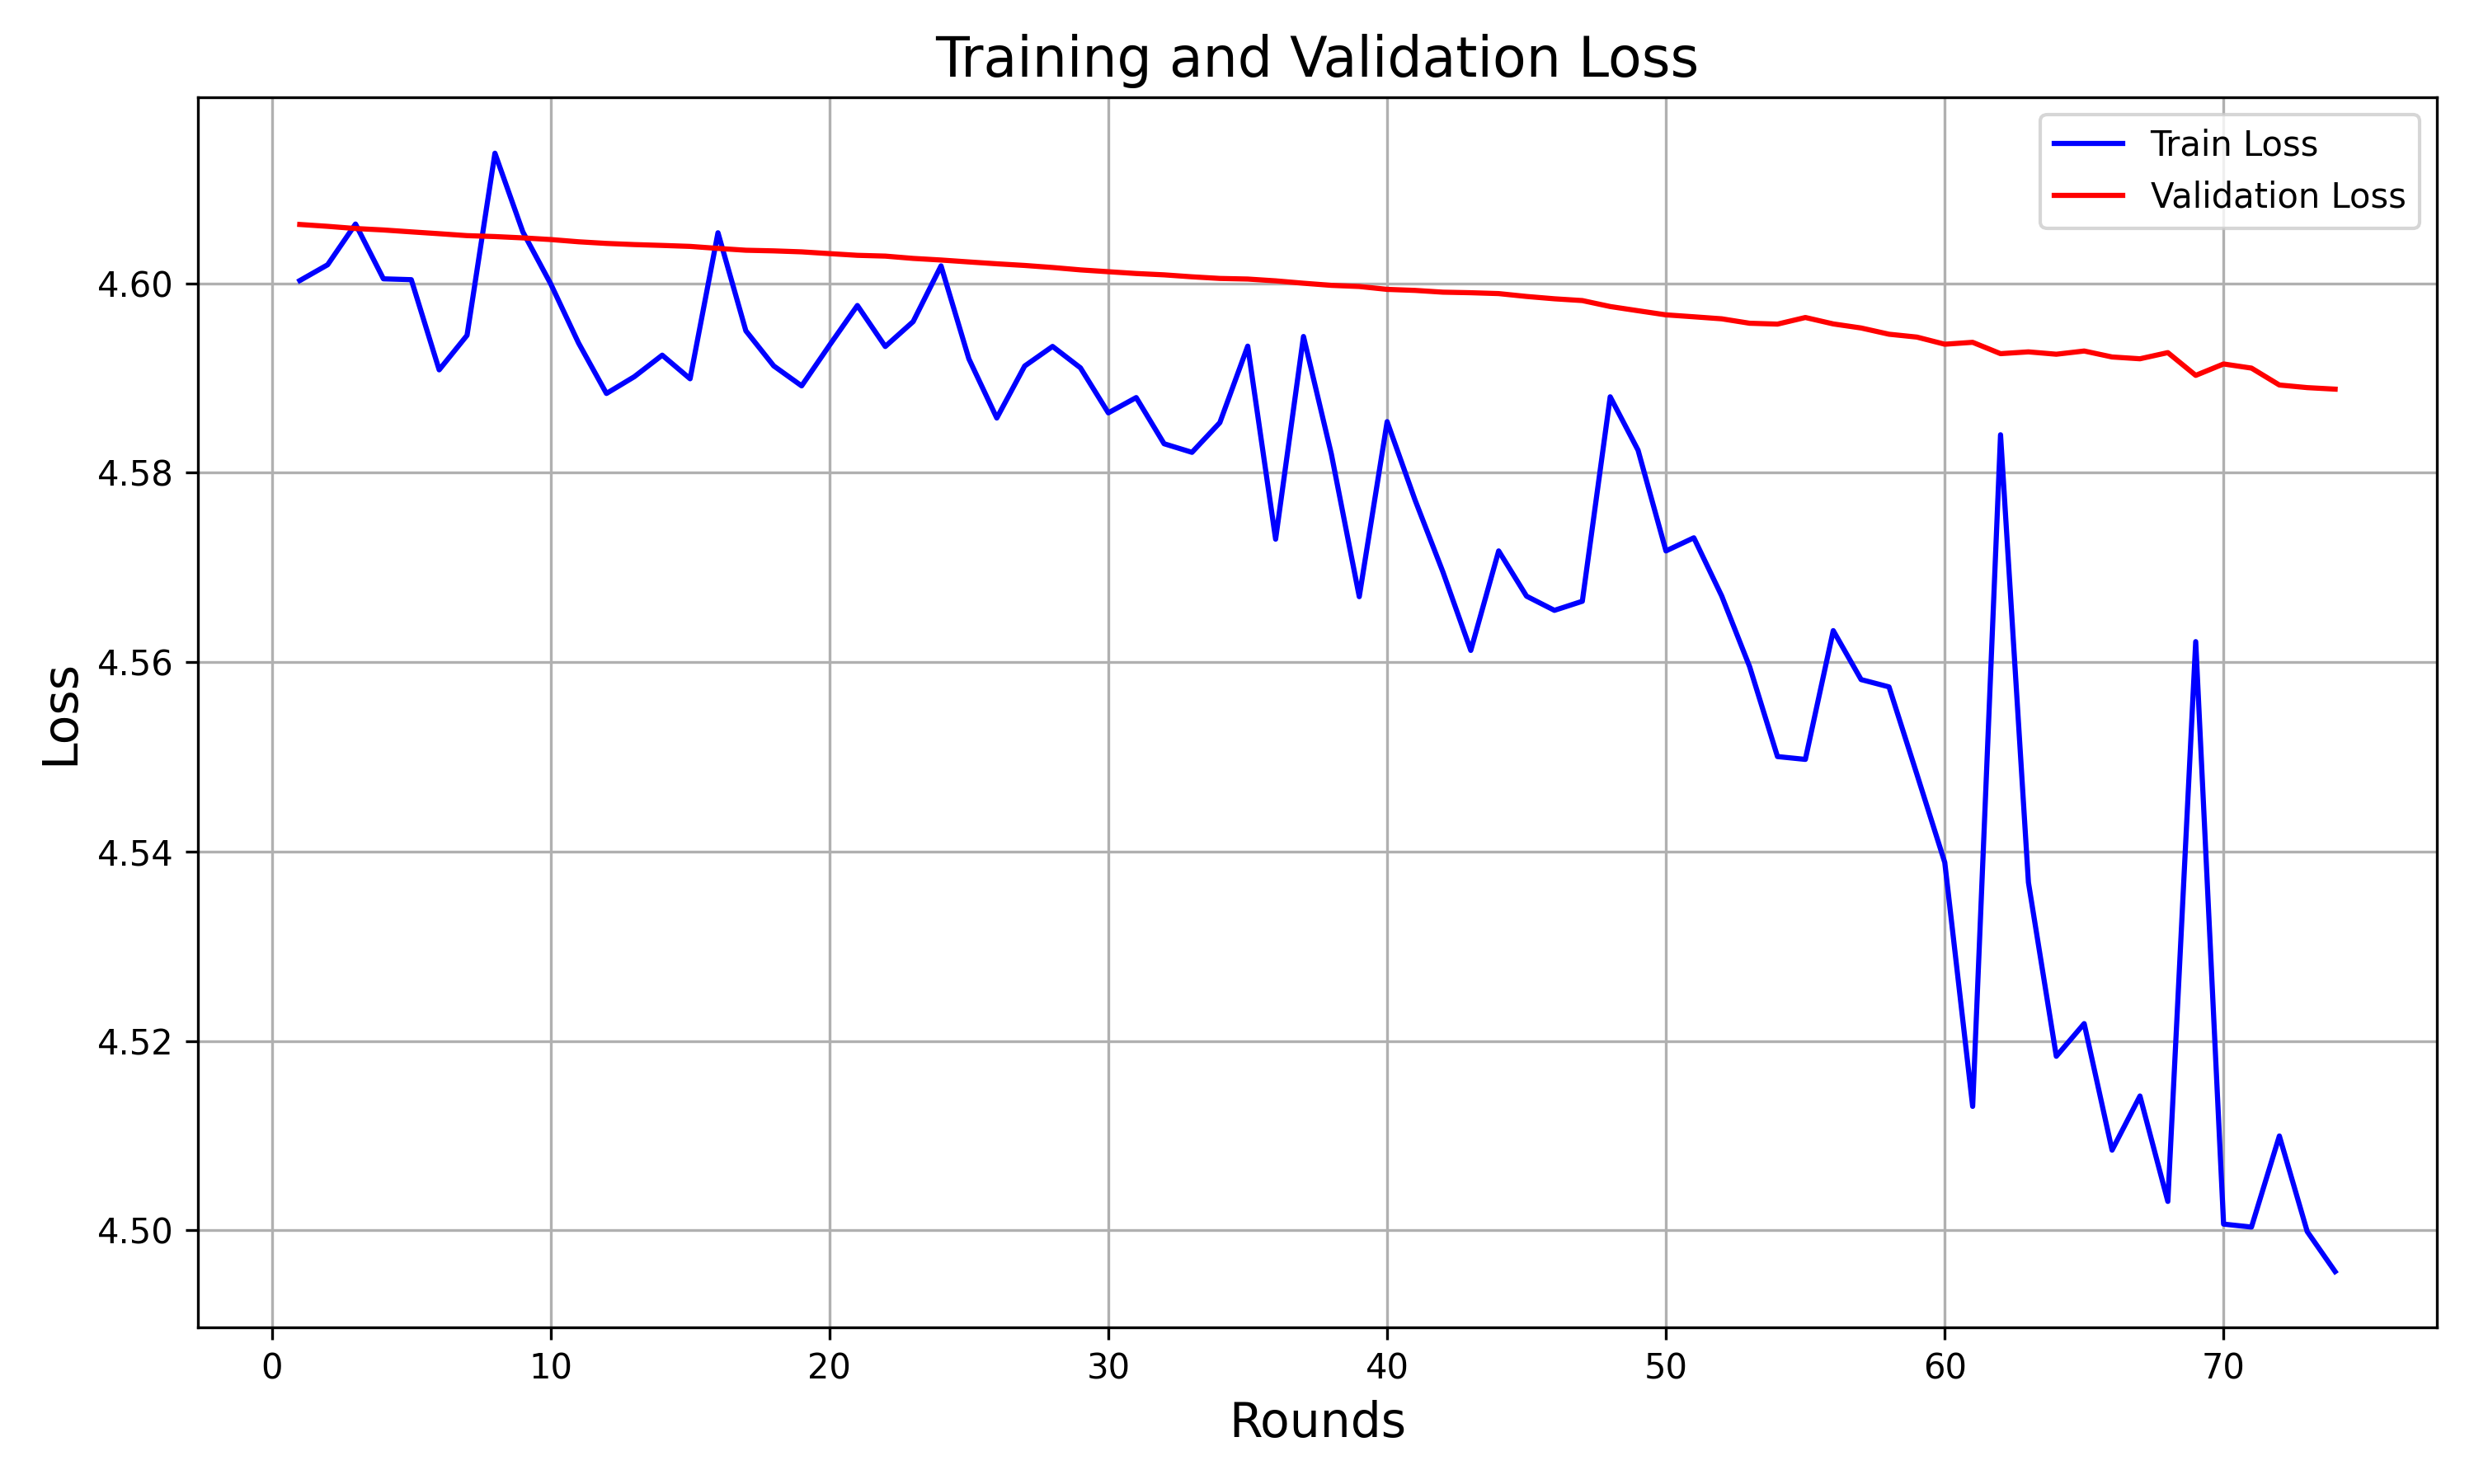 Training and Validation Loss
Train Loss
Validation Loss
4.60
4.58
4.56
4.54
4.52
4.50
Loss
0 10 20 30 40 50 60 70
Rounds